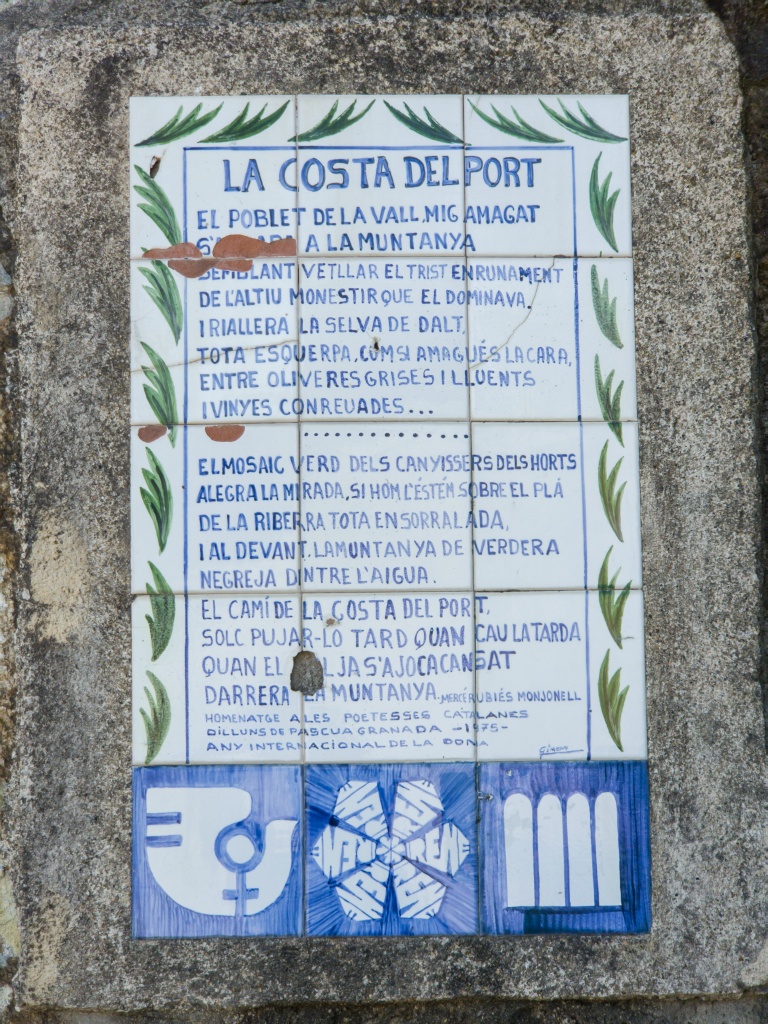 LA COSTA DEL PORT
EL POBLET DE LA VALL, MIG AMAGAT
A LA MUNTANYA
SEMBLANT VETLLAR EL TRIST ENRUNAMENT
DE L'ALTIU MONESTIR QUE EL DOMINAVA,
I RIALLERA LA SELVA DE DALT,
TOTA ESQUERPA, COM SI AMAGUÉS LA CARA,
ENTRE OLIVERES GRISES I LLUENTS
I VINYES CONREUADES...
..................
EL MOSAIC VERD DELS CANYISSERS DELS HORTS
ALEGRA LA MIRADA, SI HOM L'ESTÉN SOBRE EL PLÁ
DE LA RIBERRA TOTA ENSORRALADA,
I AL DEVANT, LA MUNTANYA DE VERDERA
NEGREJA DINTRE L'AIGUA.
EL CAMÍ DE LA COSTA DEL PORT,
SOLC PUJAR-LO TARD QUAN CAU LA TARDA
QUAN EL JA S'AJOCA CANSAT
DARRERA LA MUNTANYA. MERCÉ RUBIÉS MONJONELL
HOMENATGE A LES POETESSES CATALANES
DILLUNS DE PASCUA GRANADA -1975-
ANY INTERNACIONAL DE LA DONA